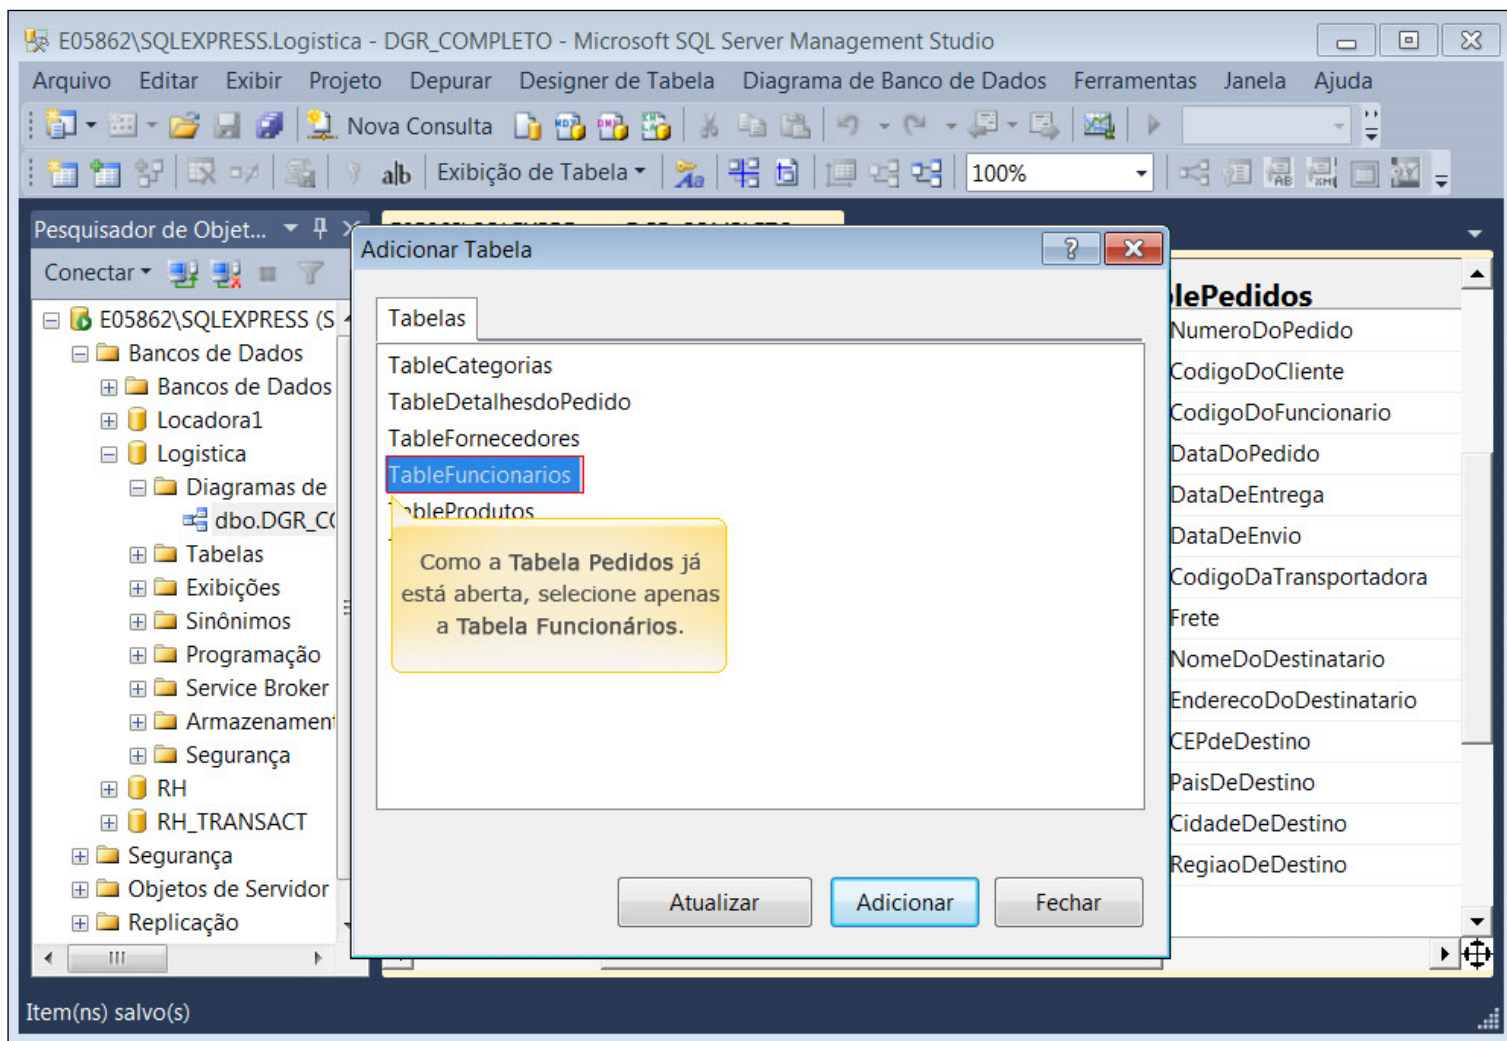 E05862\SQLEXPRESS.Logistica - DGR_COMPLETO - Microsoft SQL Server Management Studio
Arquivo Editar Exibir Projeto Depurar Designer de Tabela Diagrama de Banco de Dados Ferramentas Janela Ajuda
Nova Consulta
Exibição de Tabela
100%
Pesquisador de Objet...
Conectar
E05862\SQLEXPRESS (S
Bancos de Dados
Bancos de Dados
Locadora1
Logistica
Diagramas de
dbo.DGR_C
Tabelas
Exibições
Sinônimos
Programação
Service Broker
Armazenament
Segurança
RH
RH_TRANSACT
Segurança
Objetos de Servidor
Replicação
Adicionar Tabela
Tabelas
TableCategorias
TableDetalhesdoPedido
TableFornecedores
TableFuncionarios
TableProdutos
Como a Tabela Pedidos já
está aberta, selecione apenas
a Tabela Funcionários.
Atualizar
Adicionar
Fechar
lePedidos
NumeroDoPedido
CodigoDoCliente
CodigoDoFuncionario
DataDoPedido
DataDeEntrega
DataDeEnvio
CodigoDaTransportadora
Frete
NomeDoDestinatario
EnderecoDoDestinatario
CEPdeDestino
PaisDeDestino
CidadeDeDestino
RegiaoDeDestino
Item(ns) salvo(s)